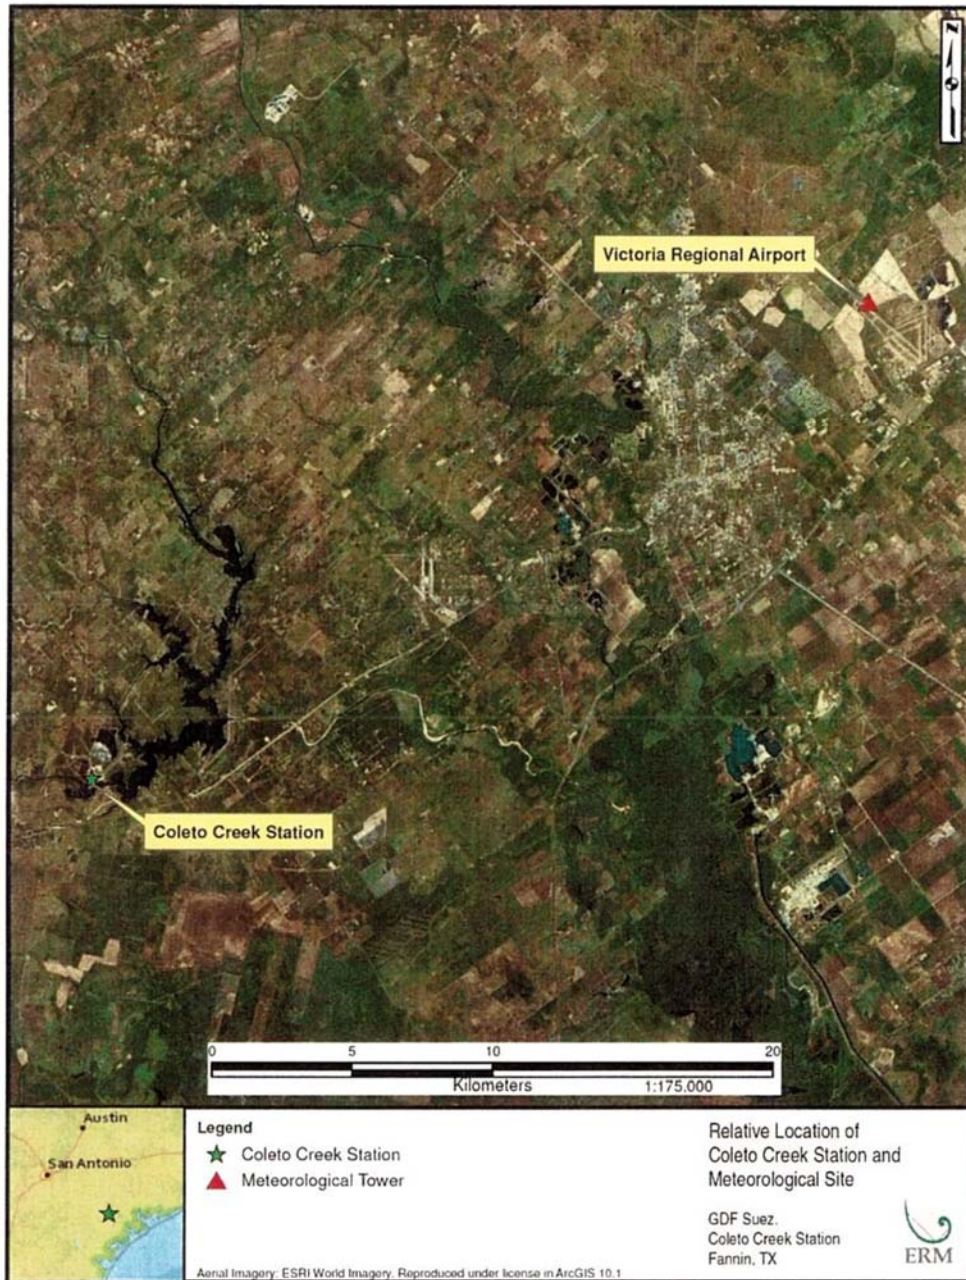 N
Victoria Regional Airport
Coleto Creek Station
0 5 10 20
Kilometers 1:175,000
Austin
San Antonio
Legend
Coleto Creek Station
Meteorological Tower
Aerial Imagery: ESRI World Imagery. Reproduced under license in ArcGIS 10.1
Relative Location of
Coleto Creek Station and
Meteorological Site
GDF Suez.
Coleto Creek Station
Fannin, TX
ERM